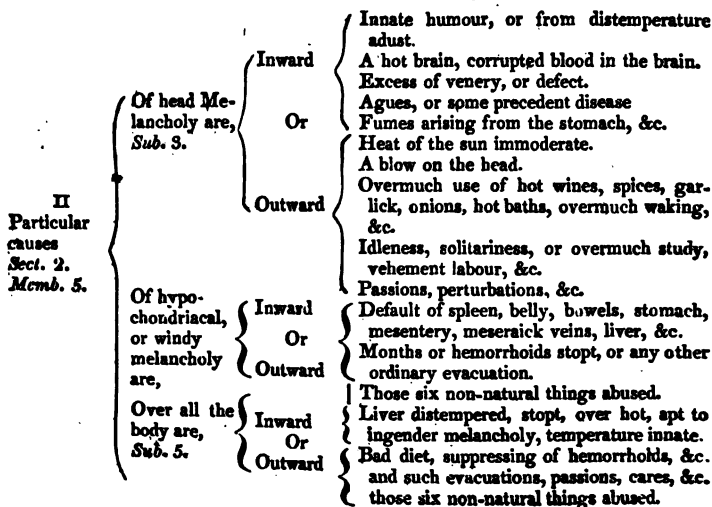 II
Particular
causes
Sect. 2.
Memb. 5.
Of head Me-
lancholy are,
Sub. 3.
Inward
Or
Outward
Innate humour, or from distemperature
adust.
A hot brain, corrupted blood in the brain.
Excess of venery, or defect.
Agues, or some precedent disease
Fumes arising from the stomach, &c.
Heat of the sun immoderate.
A blow on the head.
Overmuch use of hot wines, spices, gar-
lick, onions, hot baths, overmuch waking,
&c.
Idleness, solitariness, or overmuch study,
vehement labour, &c.
Passions, perturbations, &c.
Of hypo-
chondriacal,
or windy
melancholy
are,
Inward
Or
Outward
Default of spleen, belly, bowels, stomach,
mesentery, meseraick veins, liver, &c.
Months or hemorrhoids stopt, or any other
ordinary evacuation.
Those six non-natural things abused.
Over all the
body are,
Sub. 5.
Inward
Or
Outward
Liver distempered, stopt, over hot, apt to
ingender melancholy, temperature innate.
Bad diet, suppressing of hemorrhoids, &c.
and such evacuations, passions, cares, &c.
those six non-natural things abused.